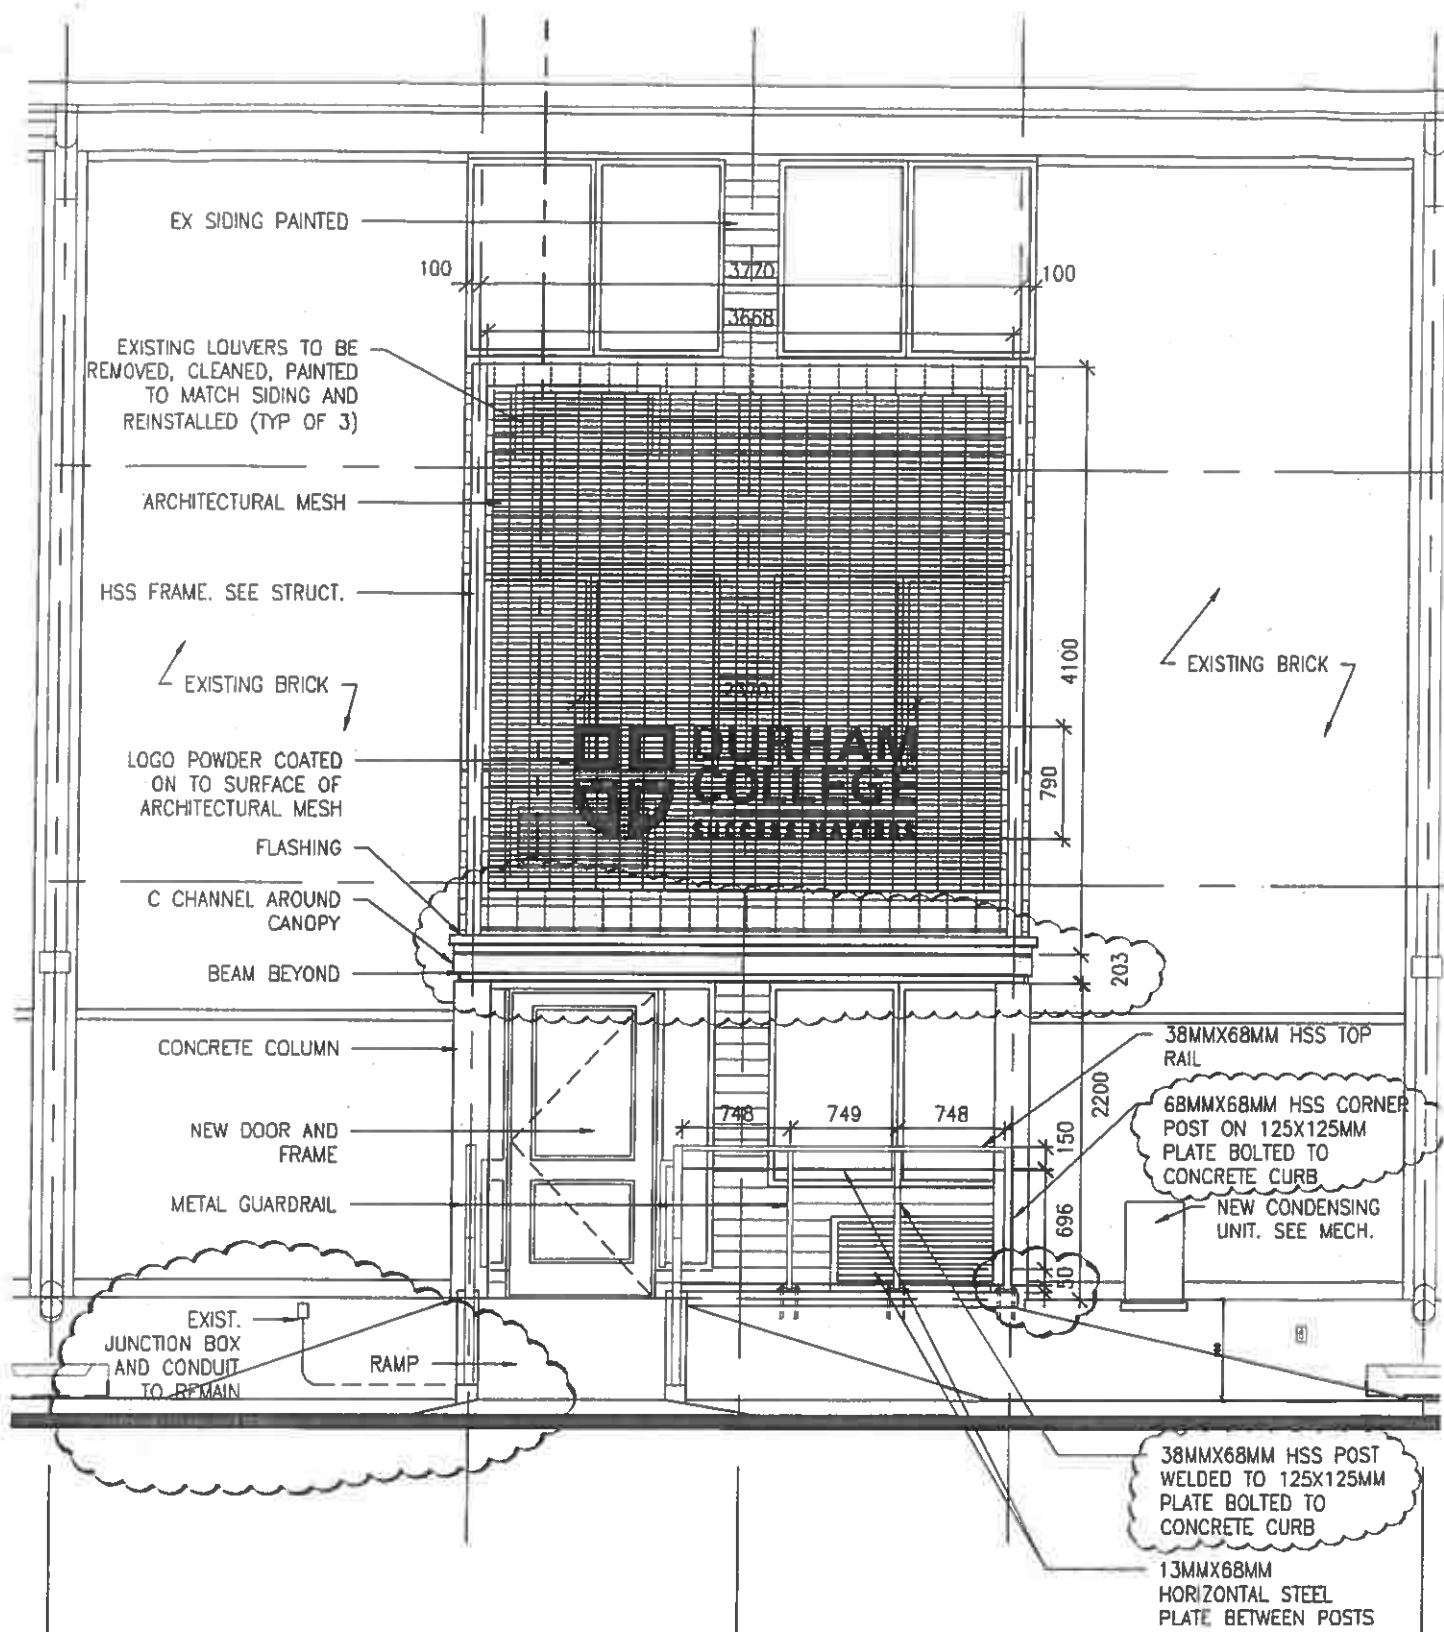 EX SIDING PAINTED
100
3770
100
3668
EXISTING LOUVERS TO BE
REMOVED, CLEANED, PAINTED
TO MATCH SIDING AND
REINSTALLED (TYP OF 3)
ARCHITECTURAL MESH
HSS FRAME. SEE STRUCT.
EXISTING BRICK
EXISTING BRICK
4100
LOGO POWDER COATED
ON TO SURFACE OF
ARCHITECTURAL MESH
DURHAM
COLLEGE
SUCCESS MATTERS
790
FLASHING
C CHANNEL AROUND
CANOPY
BEAM BEYOND
203
CONCRETE COLUMN
38MMX68MM HSS TOP
RAIL
2200
68MMX68MM HSS CORNER
POST ON 125X125MM
PLATE BOLTED TO
CONCRETE CURB
748
749
748
150
NEW DOOR AND
FRAME
METAL GUARDRAIL
696
NEW CONDENSING
UNIT. SEE MECH.
150
EXIST.
JUNCTION BOX
AND CONDUIT
TO REMAIN
RAMP
38MMX68MM HSS POST
WELDED TO 125X125MM
PLATE BOLTED TO
CONCRETE CURB
13MMX68MM
HORIZONTAL STEEL
PLATE BETWEEN POSTS